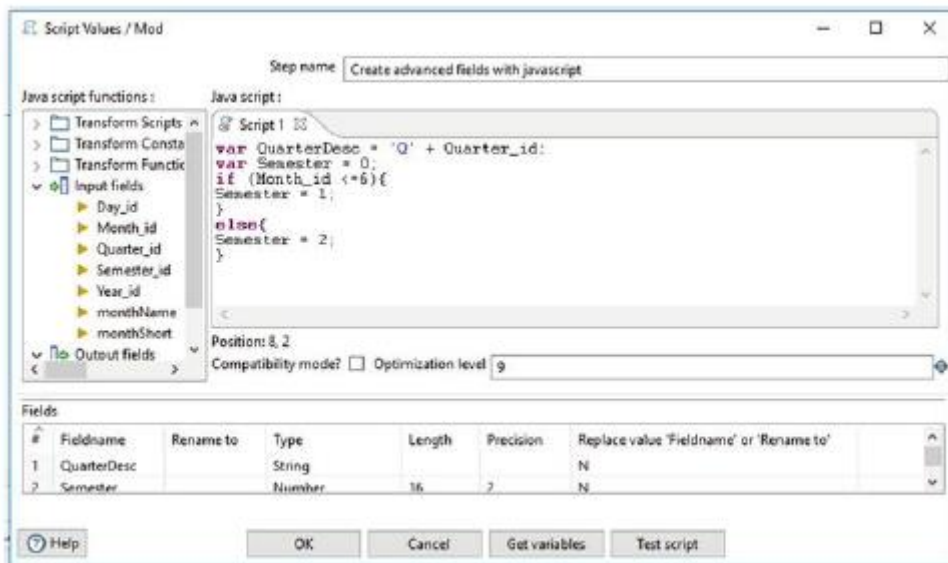 Script Values / Mod
Step name Create advanced fields with javascript
Java script functions :
Java script :
Transform Scripts
Transform Consta
Transform Functic
Input fields
Day_id
Month_id
Quarter_id
Semester_id
Year_id
monthName
monthShort
Output fields
Script 1
var QuarterDesc = 'Q' + Quarter_id;
var Semester = 0;
if (Month_id <=6){
Semester = 1;
}
else{
Semester = 2;
}
Position: 8, 2
Compatibility mode? Optimization level 9
Fields
# Fieldname Rename to Type Length Precision Replace value 'Fieldname' or 'Rename to'
1 QuarterDesc String N
2 Semester Number 16 2 N
Help OK Cancel Get variables Test script